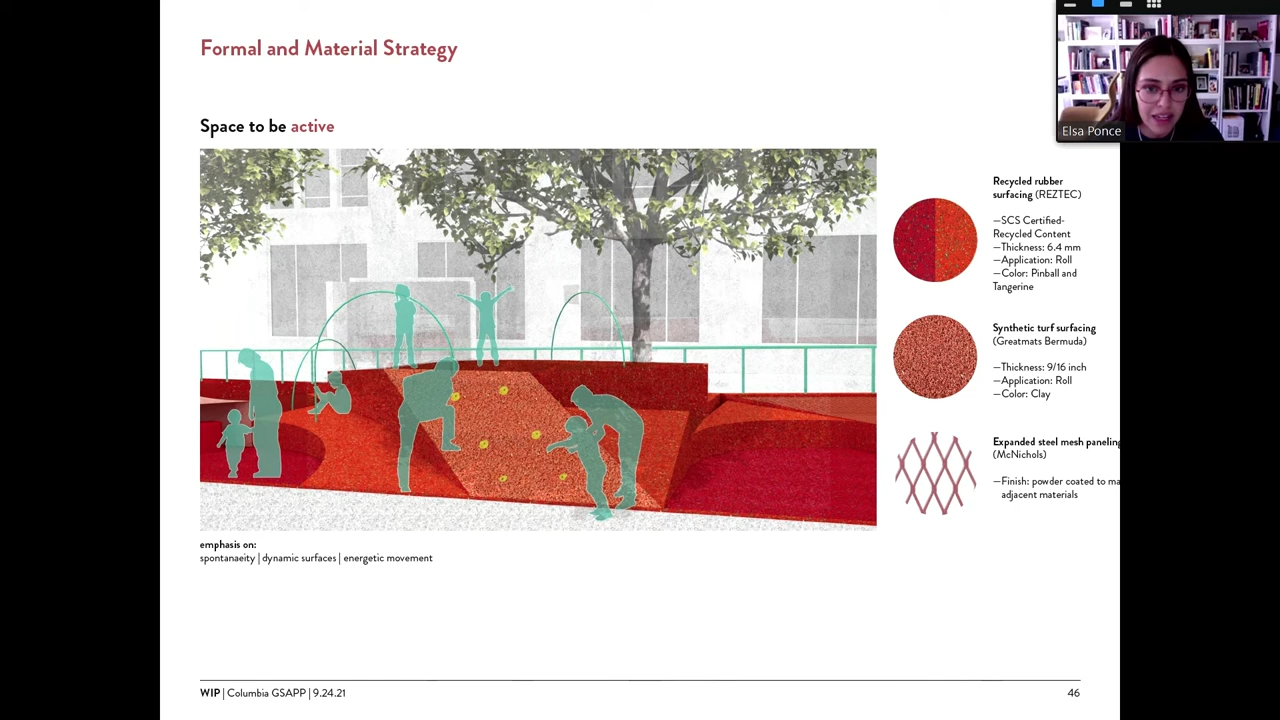 Formal and Material Strategy
Elsa Ponce
Space to be active
Recycled rubber
surfacing (REZTEC)
—SCS Certified-
Recycled Content
—Thickness: 6.4 mm
—Application: Roll
—Color: Pinball and
Tangerine
Synthetic turf surfacing
(Greatmats Bermuda)
—Thickness: 9/16 inch
—Application: Roll
—Color: Clay
Expanded steel mesh paneling
(McNichols)
—Finish: powder coated to
adjacent materials
emphasis on:
spontanaeity | dynamic surfaces | energetic movement
WIP | Columbia GSAPP | 9.24.21
46